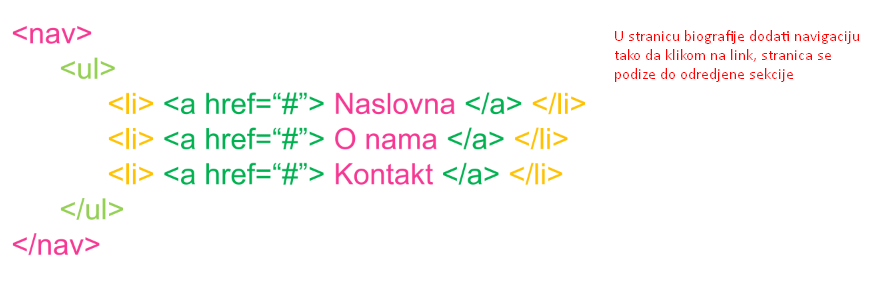 <nav>
<ul>
<li> <a href=“#”> Naslovna </a> </li>
<li> <a href=“#”> O nama </a> </li>
<li> <a href=“#”> Kontakt </a> </li>
</ul>
</nav>
U stranicu biografije dodati navigaciju
tako da klikom na link, stranica se
podize do odredjene sekcije